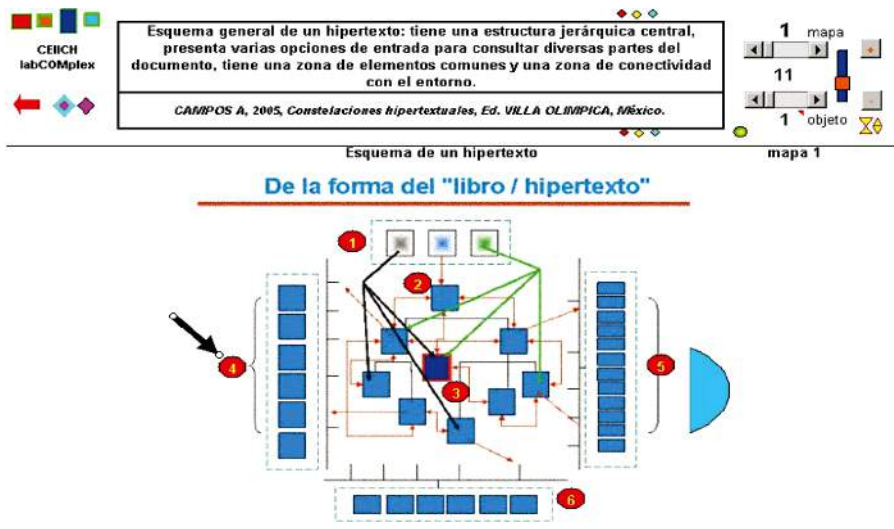 CEIICH
labCOMplex
Esquema general de un hipertexto: tiene una estructura jerárquica central,
presenta varias opciones de entrada para consultar diversas partes del
documento, tiene una zona de elementos comunes y una zona de conectividad
con el entorno.
CAMPOS A, 2005, Constelaciones hipertextuales, Ed. VILLA OLIMPICA, México.
1 mapa
11
1 objeto
Esquema de un hipertexto
mapa 1
De la forma del "libro / hipertexto"
1
2
3
4
5
6